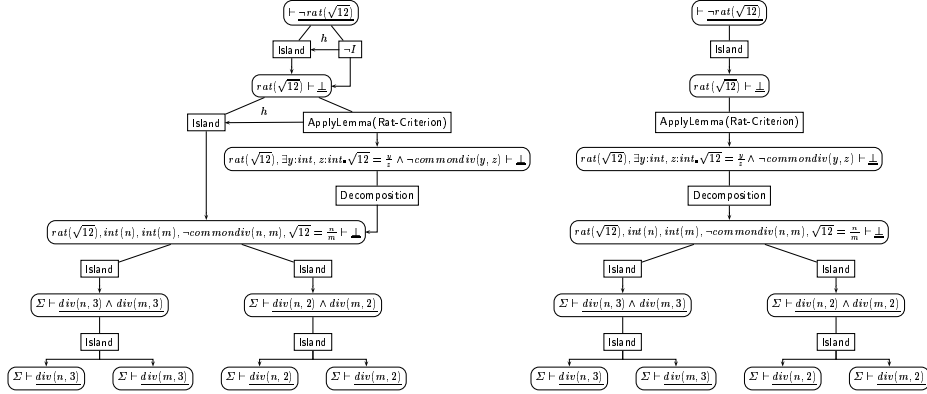 ⊢ ¬rat(√12)
h
Island
¬I
rat(√12) ⊢ ⊥
h
Island
ApplyLemma(Rat-Criterion)
rat(√12), ∃y:int, z:int. √12 = y/z ∧ ¬commondiv(y, z) ⊢ ⊥
Decomposition
rat(√12), int(n), int(m), ¬commondiv(n, m), √12 = n/m ⊢ ⊥
Island Island
Σ ⊢ div(n, 3) ∧ div(m, 3) Σ ⊢ div(n, 2) ∧ div(m, 2)
Island Island
Σ ⊢ div(n, 3) Σ ⊢ div(m, 3) Σ ⊢ div(n, 2) Σ ⊢ div(m, 2)
⊢ ¬rat(√12)
Island
rat(√12) ⊢ ⊥
ApplyLemma(Rat-Criterion)
rat(√12), ∃y:int, z:int. √12 = y/z ∧ ¬commondiv(y, z) ⊢ ⊥
Decomposition
rat(√12), int(n), int(m), ¬commondiv(n, m), √12 = n/m ⊢ ⊥
Island Island
Σ ⊢ div(n, 3) ∧ div(m, 3) Σ ⊢ div(n, 2) ∧ div(m, 2)
Island Island
Σ ⊢ div(n, 3) Σ ⊢ div(m, 3) Σ ⊢ div(n, 2) Σ ⊢ div(m, 2)